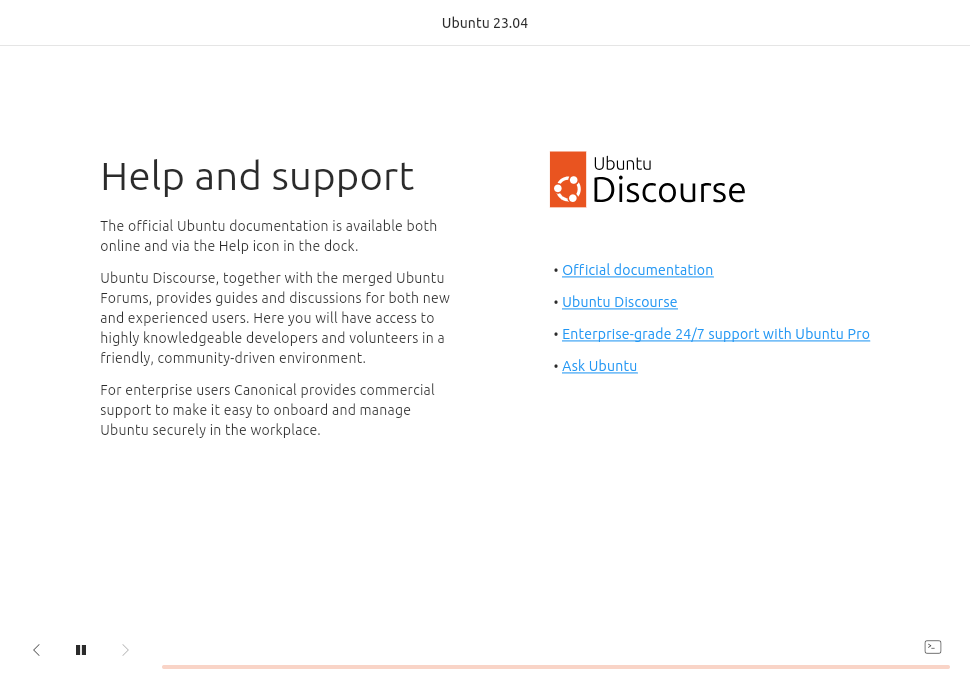 Ubuntu 23.04
Help and support
The official Ubuntu documentation is available both
online and via the Help icon in the dock.
Ubuntu Discourse, together with the merged Ubuntu
Forums, provides guides and discussions for both new
and experienced users. Here you will have access to
highly knowledgeable developers and volunteers in a
friendly, community-driven environment.
For enterprise users Canonical provides commercial
support to make it easy to onboard and manage
Ubuntu securely in the workplace.
Ubuntu
Discourse
• Official documentation
• Ubuntu Discourse
• Enterprise-grade 24/7 support with Ubuntu Pro
• Ask Ubuntu